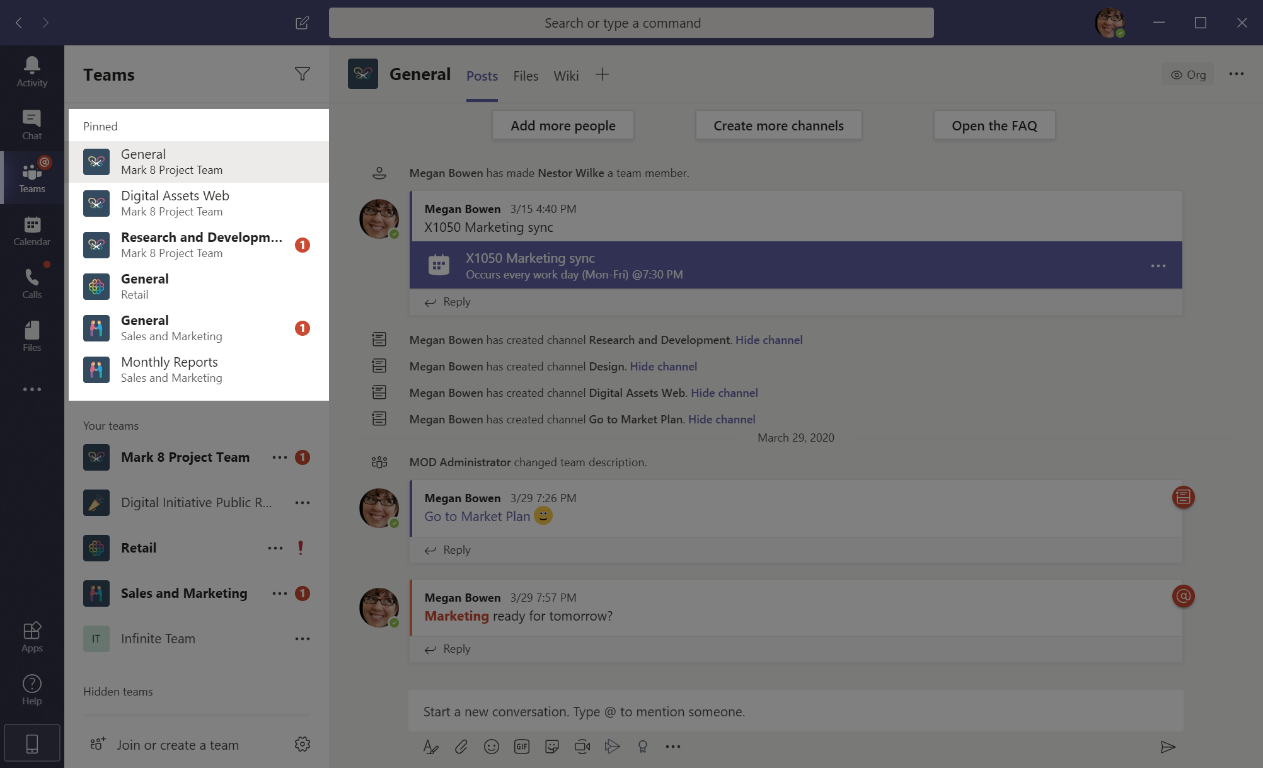 Search or type a command
Activity
Chat
Teams
Calendar
Calls
Files
Apps
Help
Teams
Pinned
General
Mark 8 Project Team
Digital Assets Web
Mark 8 Project Team
Research and Developm... 1
Mark 8 Project Team
General
Retail
General 1
Sales and Marketing
Monthly Reports
Sales and Marketing
Your teams
Mark 8 Project Team ... 1
Digital Initiative Public R... ...
Retail ... !
Sales and Marketing ... 1
IT Infinite Team ...
Hidden teams
Join or create a team
General Posts Files Wiki + Org ...
Add more people Create more channels Open the FAQ
Megan Bowen has made Nestor Wilke a team member.
Megan Bowen 3/15 4:40 PM
X1050 Marketing sync
X1050 Marketing sync
Occurs every work day (Mon-Fri) @7:30 PM
Reply
Megan Bowen has created channel Research and Development. Hide channel
Megan Bowen has created channel Design. Hide channel
Megan Bowen has created channel Digital Assets Web. Hide channel
Megan Bowen has created channel Go to Market Plan. Hide channel
March 29, 2020
MOD Administrator changed team description.
Megan Bowen 3/29 7:26 PM
Go to Market Plan
Reply
Megan Bowen 3/29 7:57 PM @
Marketing ready for tomorrow?
Reply
Start a new conversation. Type @ to mention someone.
GIF